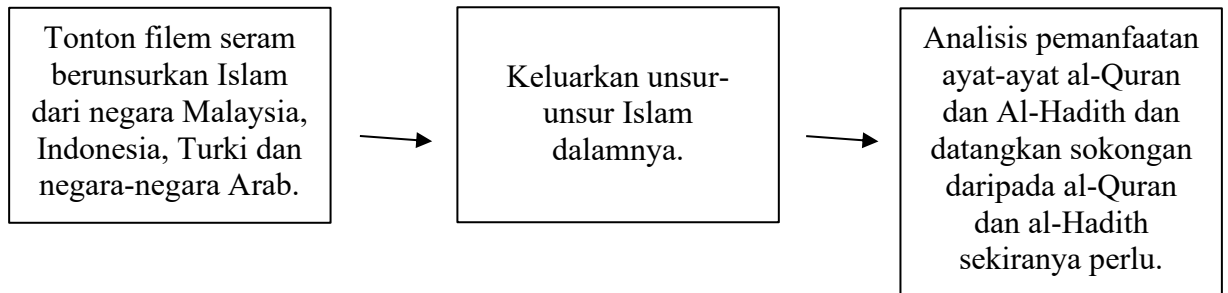 Tonton filem seram
berunsurkan Islam
dari negara Malaysia,
Indonesia, Turki dan
negara-negara Arab.
Keluarkan unsur-
unsur Islam
dalamnya.
Analisis pemanfaatan
ayat-ayat al-Quran
dan Al-Hadith dan
datangkan sokongan
daripada al-Quran
dan al-Hadith
sekiranya perlu.